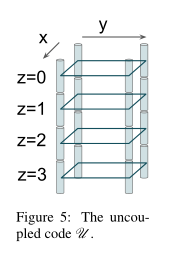 x
y
z=0
z=1
z=2
z=3
Figure 5: The uncou-
pled code 𝒰.